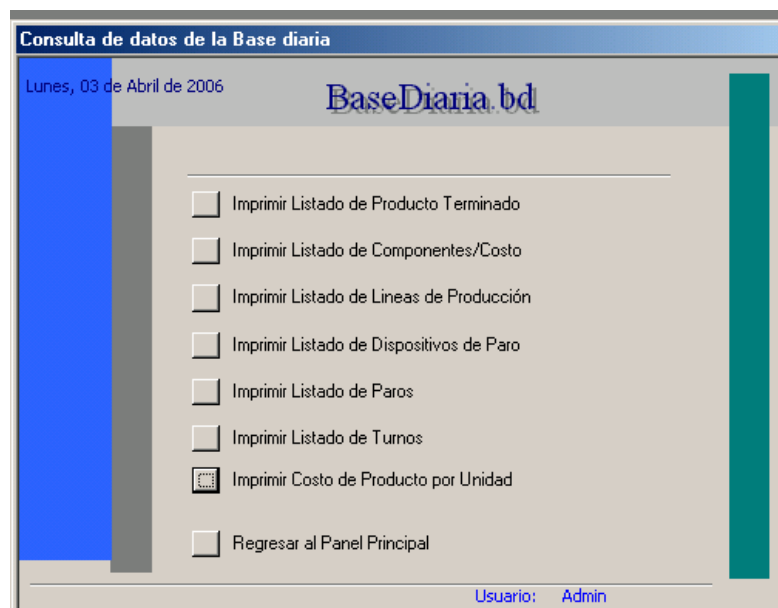 Consulta de datos de la Base diaria
Lunes, 03 de Abril de 2006
BaseDiaria.bd
Imprimir Listado de Producto Terminado
Imprimir Listado de Componentes/Costo
Imprimir Listado de Lineas de Producción
Imprimir Listado de Dispositivos de Paro
Imprimir Listado de Paros
Imprimir Listado de Turnos
Imprimir Costo de Producto por Unidad
Regresar al Panel Principal
Usuario: Admin